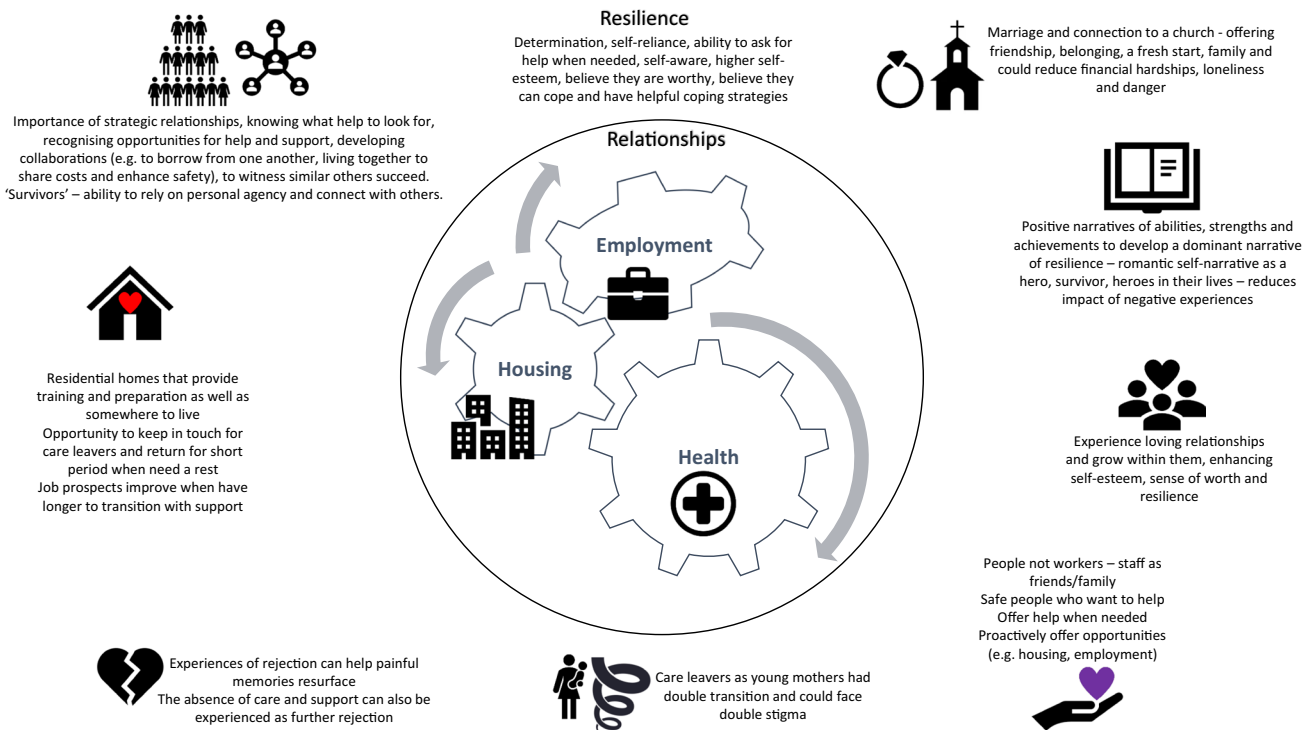 Resilience
Determination, self-reliance, ability to ask for
help when needed, self-aware, higher self-
esteem, believe they are worthy, believe they
can cope and have helpful coping strategies
Marriage and connection to a church - offering
friendship, belonging, a fresh start, family and
could reduce financial hardships, loneliness
and danger
Importance of strategic relationships, knowing what help to look for,
recognising opportunities for help and support, developing
collaborations (e.g. to borrow from one another, living together to
share costs and enhance safety), to witness similar others succeed.
‘Survivors’ – ability to rely on personal agency and connect with others.
Relationships
Employment
Housing
Health
Positive narratives of abilities, strengths and
achievements to develop a dominant narrative
of resilience – romantic self-narrative as a
hero, survivor, heroes in their lives – reduces
impact of negative experiences
Residential homes that provide
training and preparation as well as
somewhere to live
Opportunity to keep in touch for
care leavers and return for short
period when need a rest
Job prospects improve when have
longer to transition with support
Experience loving relationships
and grow within them, enhancing
self-esteem, sense of worth and
resilience
People not workers – staff as
friends/family
Safe people who want to help
Offer help when needed
Proactively offer opportunities
(e.g. housing, employment)
Experiences of rejection can help painful
memories resurface
The absence of care and support can also be
experienced as further rejection
Care leavers as young mothers had
double transition and could face
double stigma